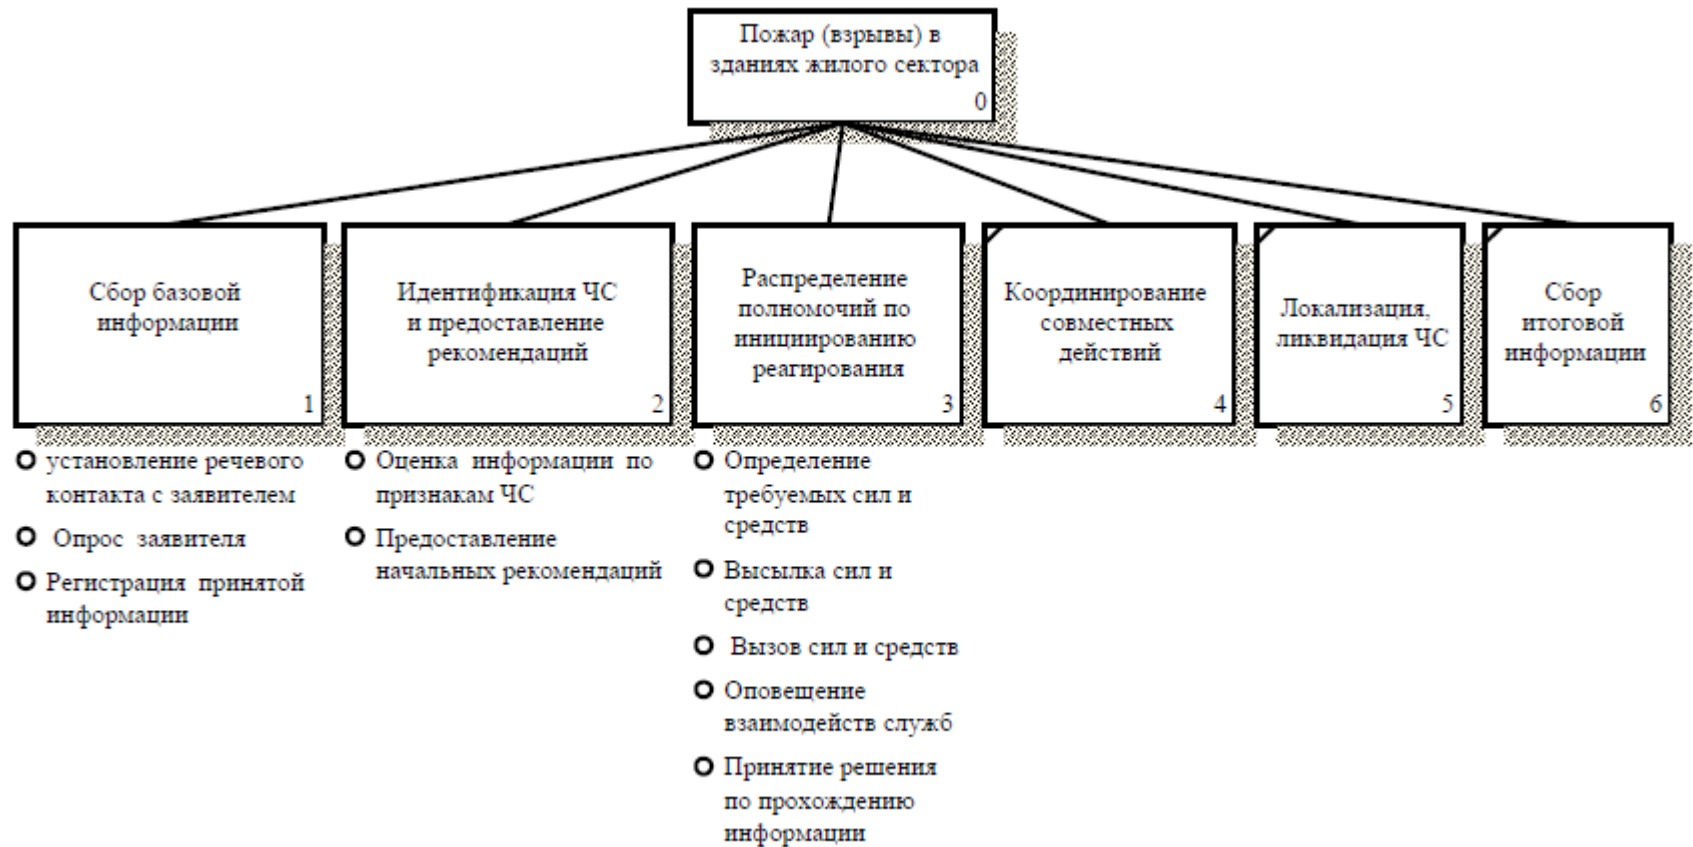 Пожар (взрывы) в
зданиях жилого сектора
0
Сбор базовой
информации
1
Идентификация ЧС
и предоставление
рекомендаций
2
Распределение
полномочий по
инициированию
реагирования
3
Координирование
совместных
действий
4
Локализация,
ликвидация ЧС
5
Сбор
итоговой
информации
6
установление речевого
контакта с заявителем
Опрос заявителя
Регистрация принятой
информации
Оценка информации по
признакам ЧС
Предоставление
начальных рекомендаций
Определение
требуемых сил и
средств
Высылка сил и
средств
Вызов сил и средств
Оповещение
взаимодейств служб
Принятие решения
по прохождению
информации